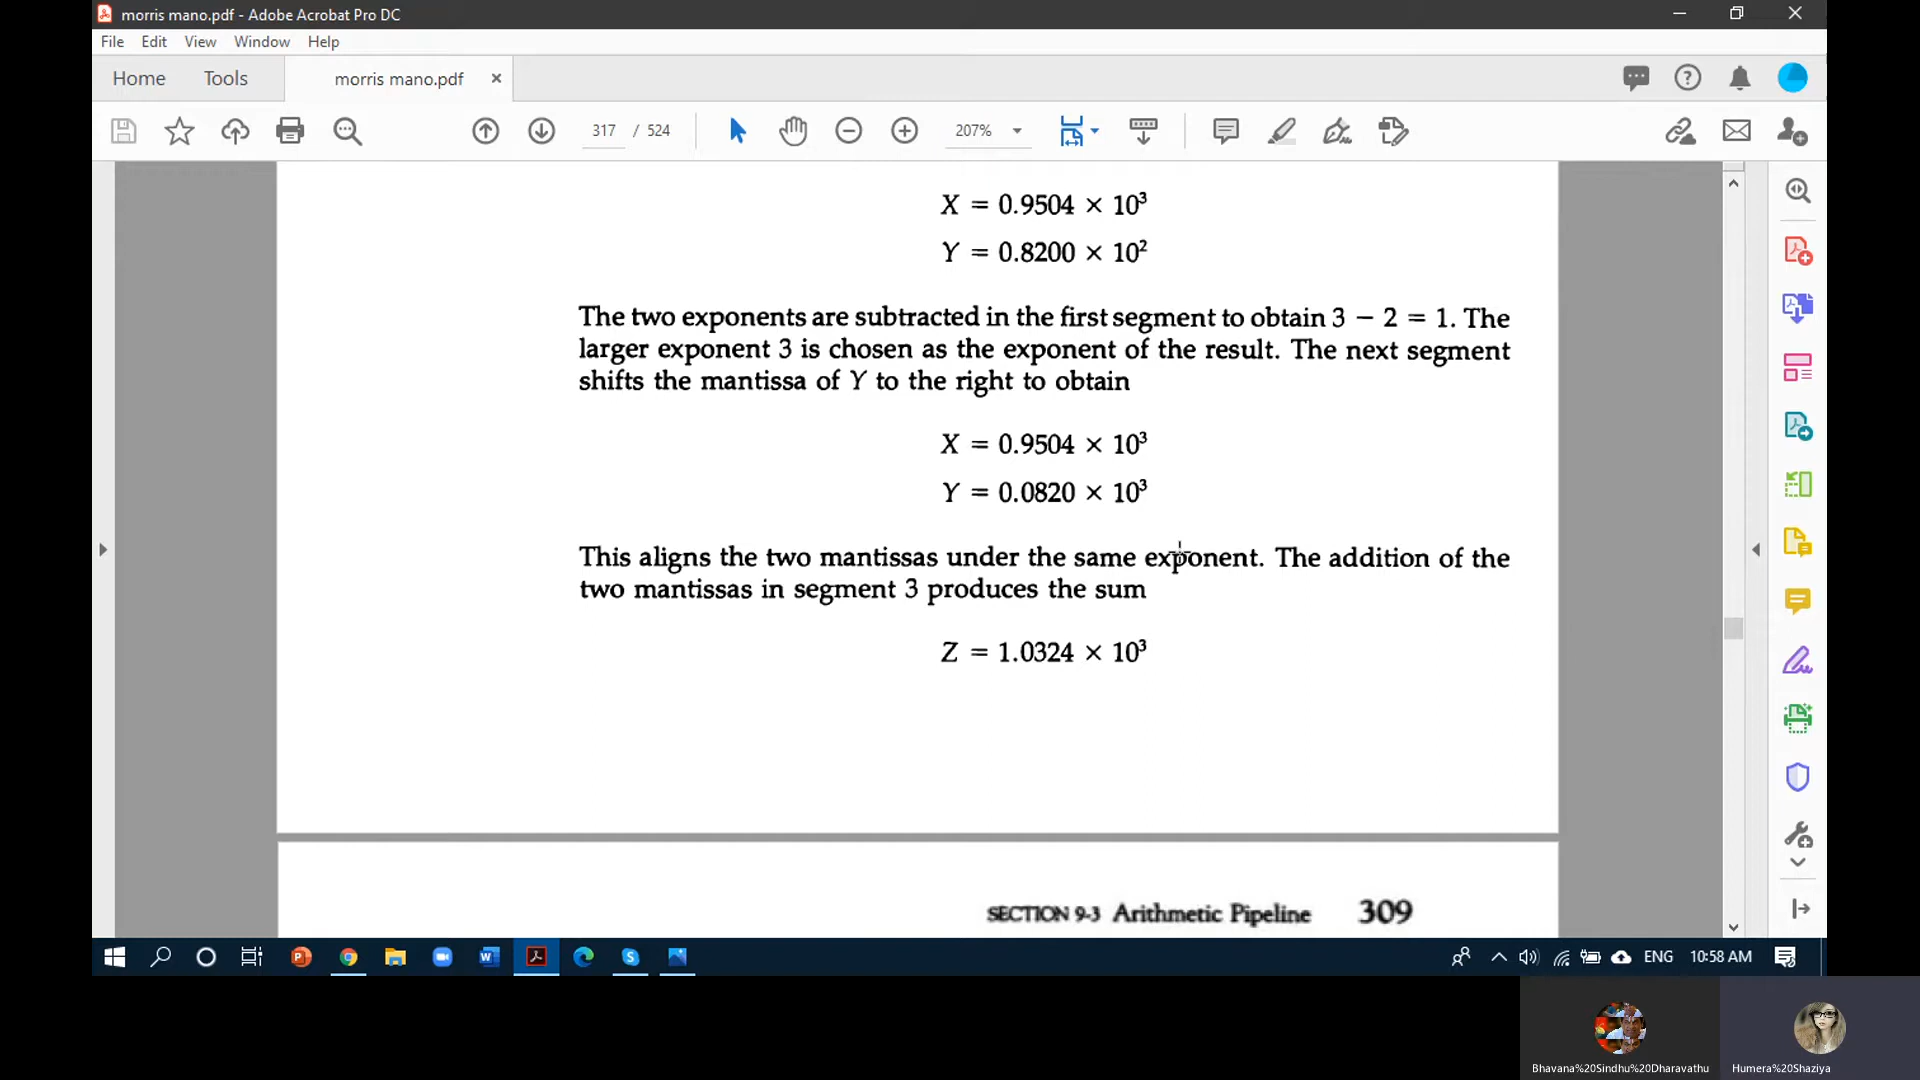 morris mano.pdf - Adobe Acrobat Pro DC
File Edit View Window Help
Home Tools morris mano.pdf ×
317 / 524 207%
X = 0.9504 × 10³
Y = 0.8200 × 10²
The two exponents are subtracted in the first segment to obtain 3 − 2 = 1. The
larger exponent 3 is chosen as the exponent of the result. The next segment
shifts the mantissa of Y to the right to obtain
X = 0.9504 × 10³
Y = 0.0820 × 10³
This aligns the two mantissas under the same exponent. The addition of the
two mantissas in segment 3 produces the sum
Z = 1.0324 × 10³
SECTION 9-3 Arithmetic Pipeline 309
ENG 10:58 AM
Bhavana%20Sindhu%20Dharavathu Humera%20Shaziya